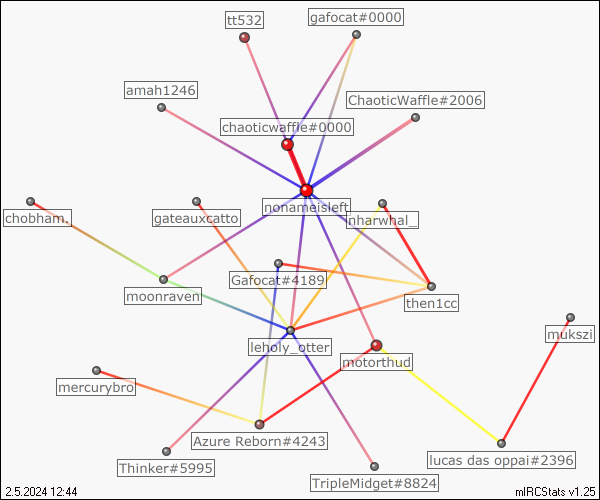 tt532
gafocat#0000
amah1246
ChaoticWaffle#2006
chaoticwaffle#0000
nonameisleft
chobham.
gateauxcatto
nharwhal_
Gafocat#4189
moonraven
then1cc
mukszi
leholy_otter
motorthud
mercurybro
Azure Reborn#4243
lucas das oppai#2396
Thinker#5995
TripleMidget#8824
2.5.2024 12:44
mIRCStats v1.25